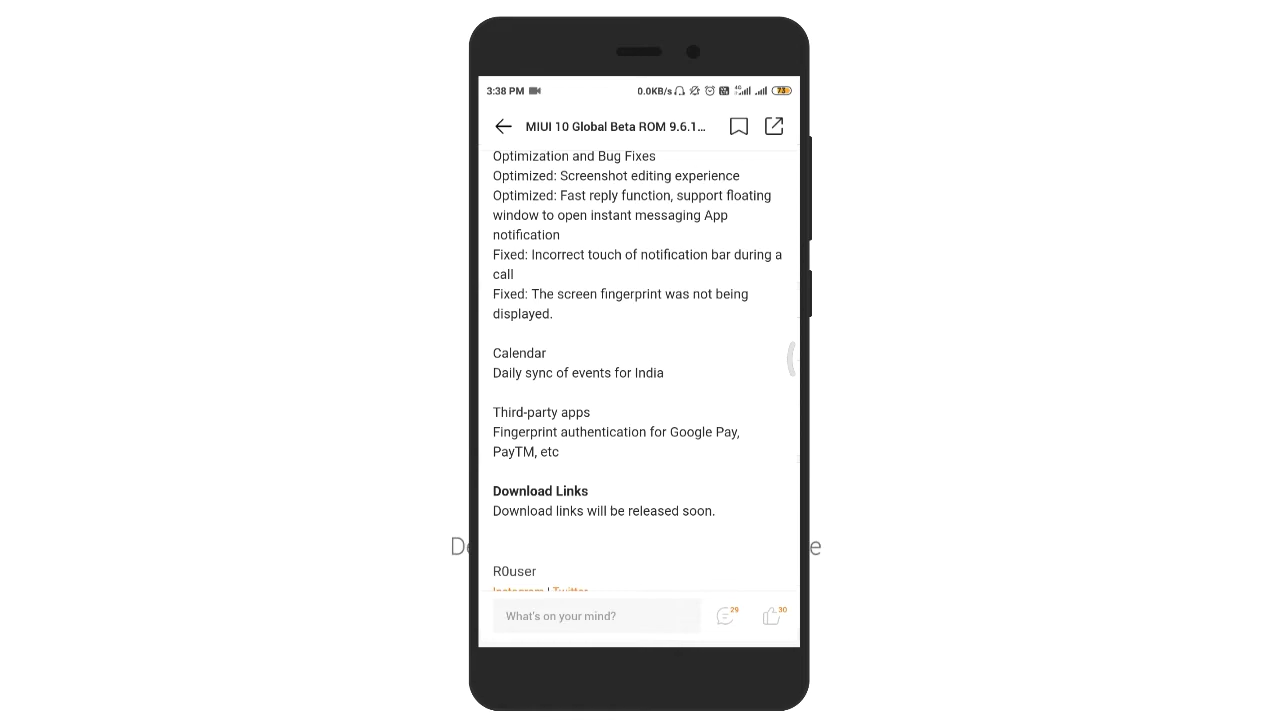 3:38 PM 0.0KB/s 4G 73
MIUI 10 Global Beta ROM 9.6.1...
Optimization and Bug Fixes
Optimized: Screenshot editing experience
Optimized: Fast reply function, support floating
window to open instant messaging App
notification
Fixed: Incorrect touch of notification bar during a
call
Fixed: The screen fingerprint was not being
displayed.
Calendar
Daily sync of events for India
Third-party apps
Fingerprint authentication for Google Pay,
PayTM, etc
Download Links
Download links will be released soon.
R0user
Instagram | Twitter
What's on your mind? 29 30